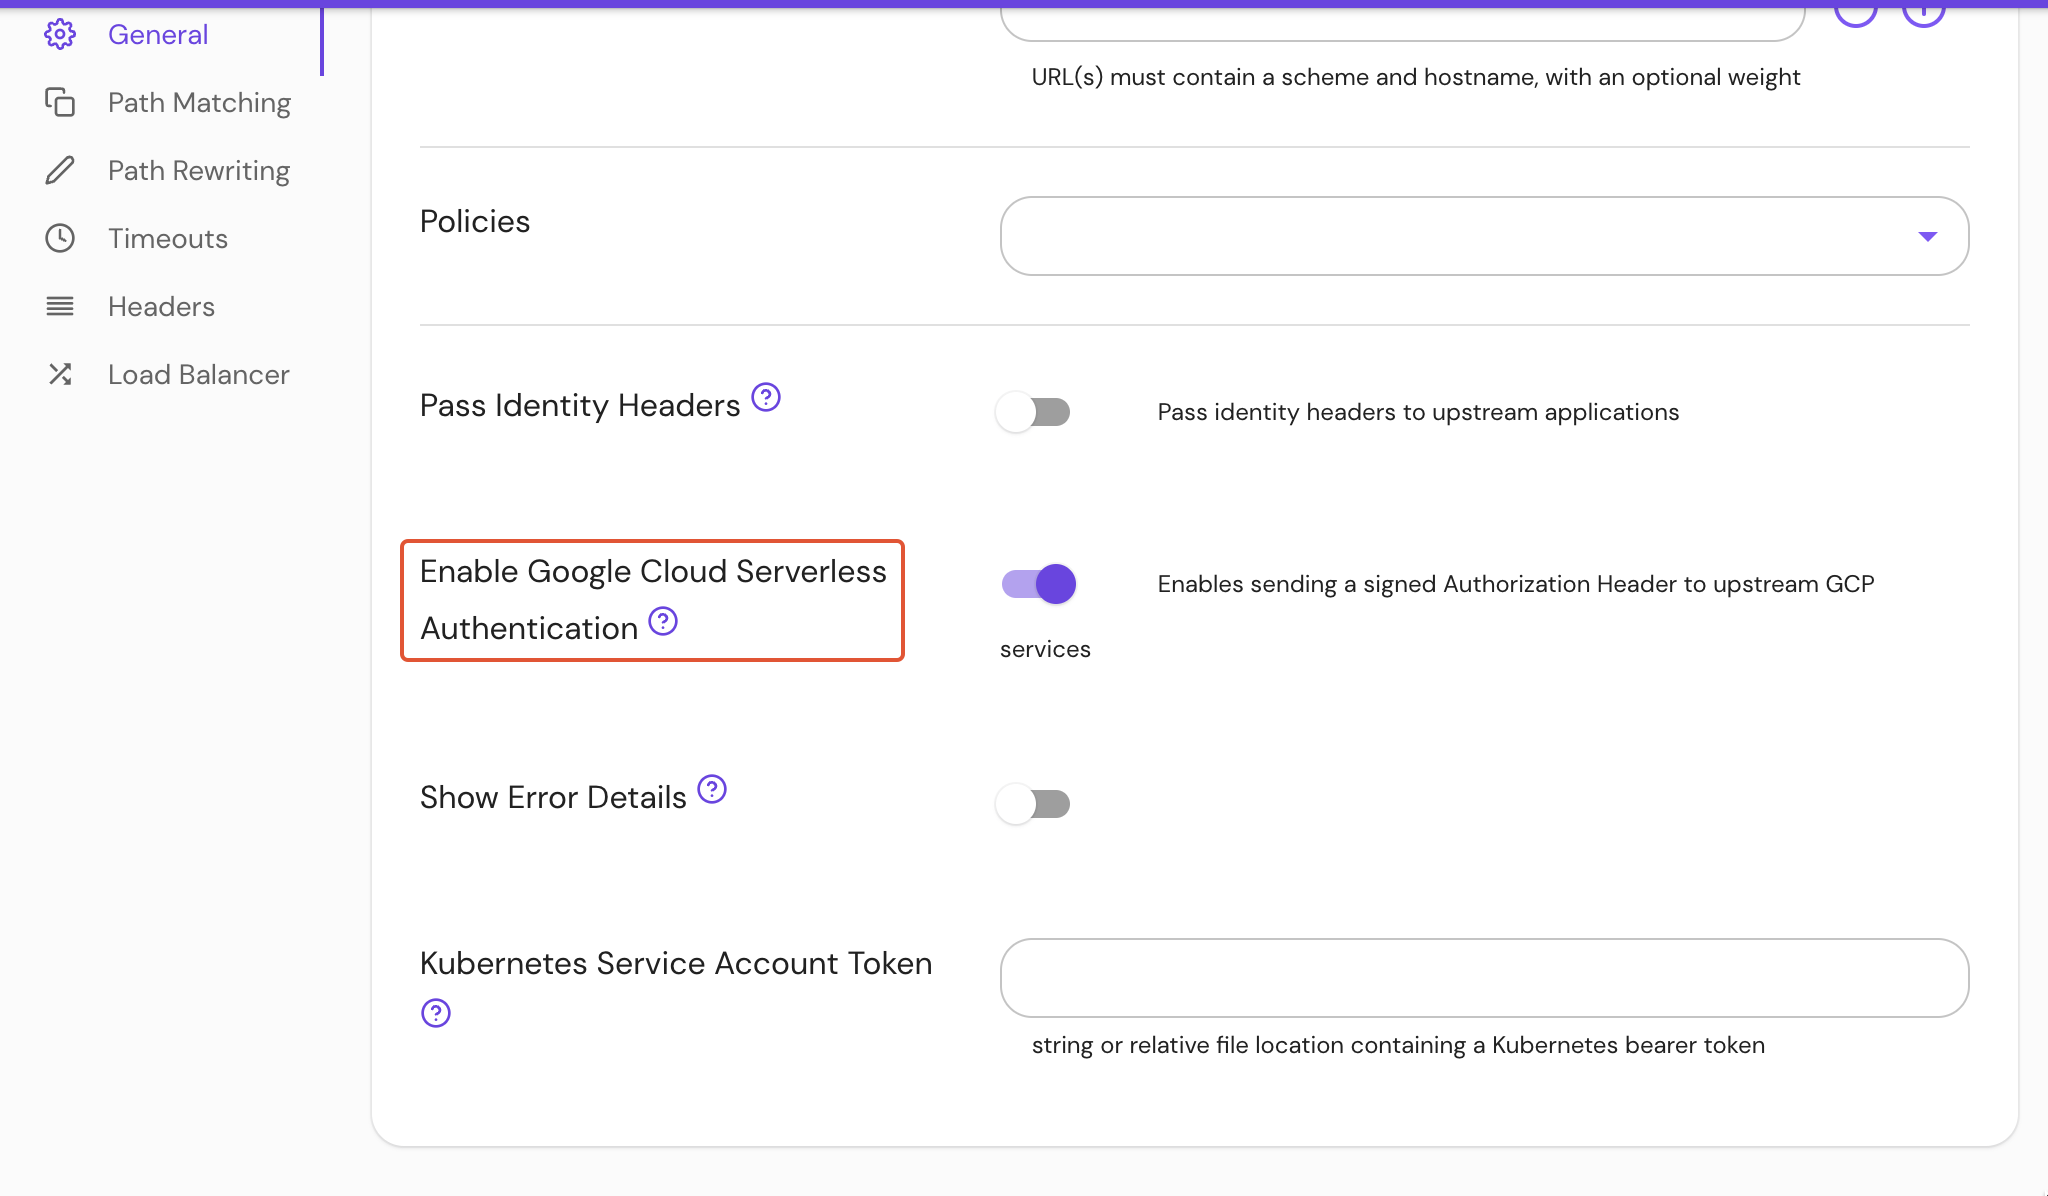 General
Path Matching
Path Rewriting
Timeouts
Headers
Load Balancer
URL(s) must contain a scheme and hostname, with an optional weight
Policies
Pass Identity Headers
Pass identity headers to upstream applications
Enable Google Cloud Serverless
Authentication
Enables sending a signed Authorization Header to upstream GCP
services
Show Error Details
Kubernetes Service Account Token
string or relative file location containing a Kubernetes bearer token